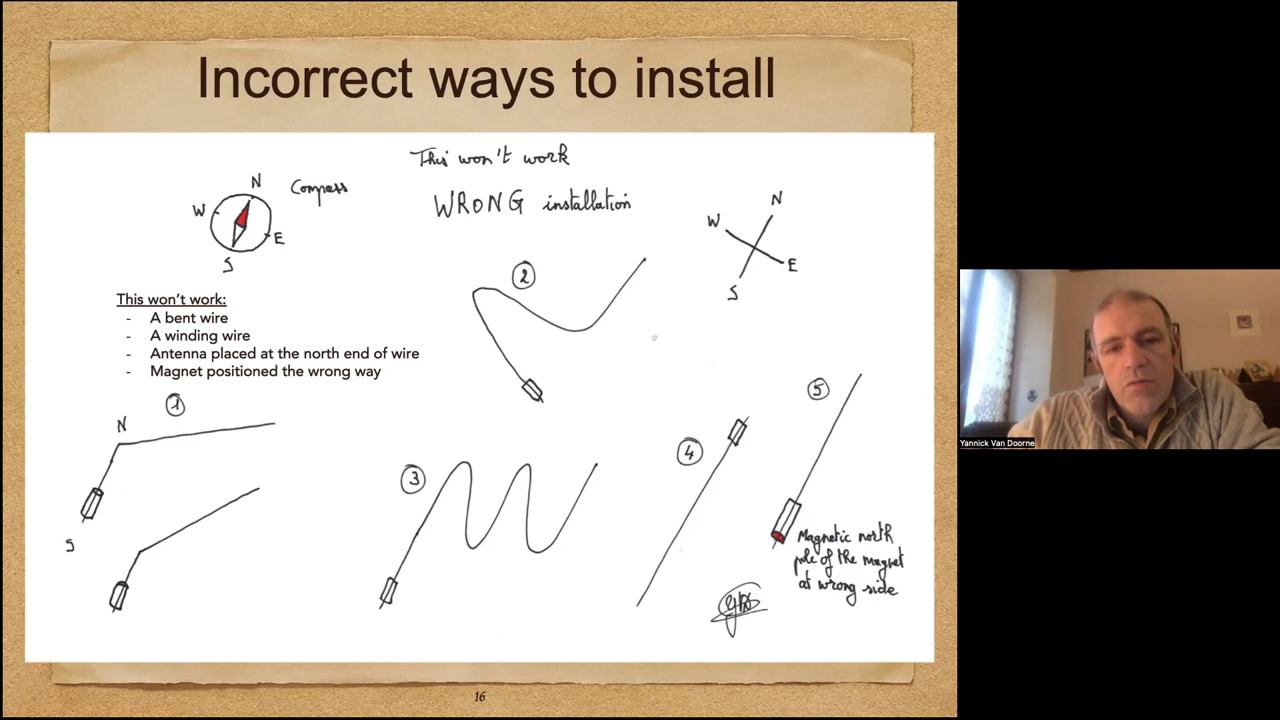 Incorrect ways to install
This won't work
WRONG installation
N
Compass
W
E
S
N
W
E
S
2
This won't work:
- A bent wire
- A winding wire
- Antenna placed at the north end of wire
- Magnet positioned the wrong way
1
N
S
3
4
5
Magnetic north
pole of the magnet
at wrong side
16
Yannick Van Doorne